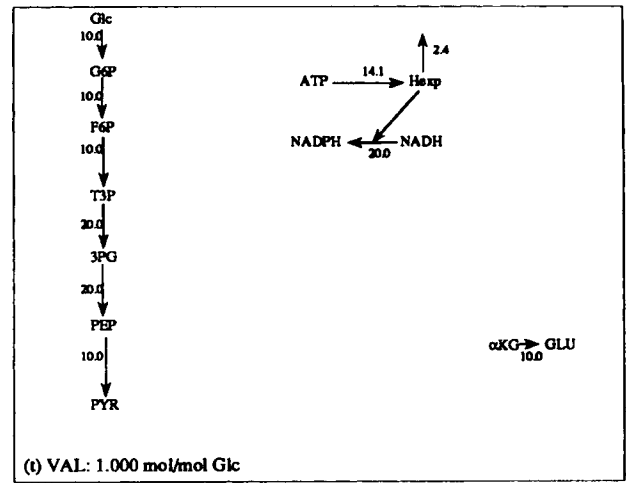 Glc
10.0
G6P
10.0
F6P
10.0
T3P
20.0
3PG
20.0
PEP
10.0
PYR
2.4
ATP 14.1 Hexp
NADPH 20.0 NADH
αKG GLU
10.0
(t) VAL: 1.000 mol/mol Glc